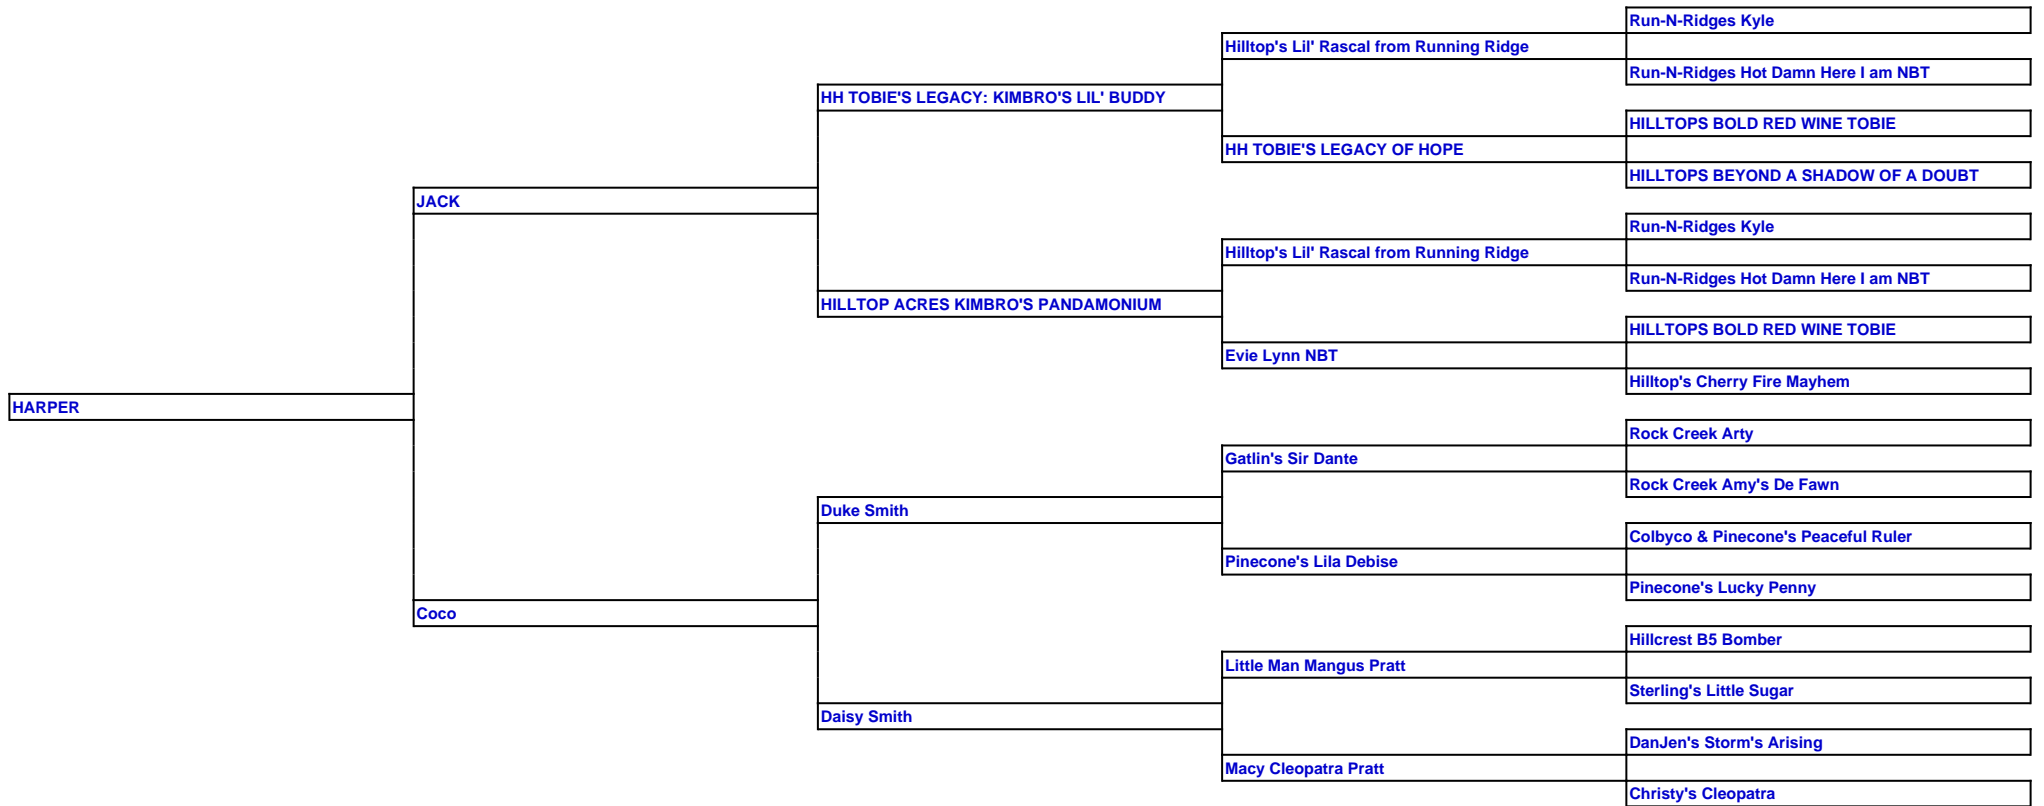 Run-N-Ridges Kyle
Hilltop's Lil' Rascal from Running Ridge
Run-N-Ridges Hot Damn Here I am NBT
HH TOBIE'S LEGACY: KIMBRO'S LIL' BUDDY
HILLTOPS BOLD RED WINE TOBIE
HH TOBIE'S LEGACY OF HOPE
HILLTOPS BEYOND A SHADOW OF A DOUBT
JACK
Run-N-Ridges Kyle
Hilltop's Lil' Rascal from Running Ridge
Run-N-Ridges Hot Damn Here I am NBT
HILLTOP ACRES KIMBRO'S PANDAMONIUM
HILLTOPS BOLD RED WINE TOBIE
Evie Lynn NBT
Hilltop's Cherry Fire Mayhem
HARPER
Rock Creek Arty
Gatlin's Sir Dante
Rock Creek Amy's De Fawn
Duke Smith
Colbyco & Pinecone's Peaceful Ruler
Pinecone's Lila Debise
Pinecone's Lucky Penny
Coco
Hillcrest B5 Bomber
Little Man Mangus Pratt
Sterling's Little Sugar
Daisy Smith
DanJen's Storm's Arising
Macy Cleopatra Pratt
Christy's Cleopatra